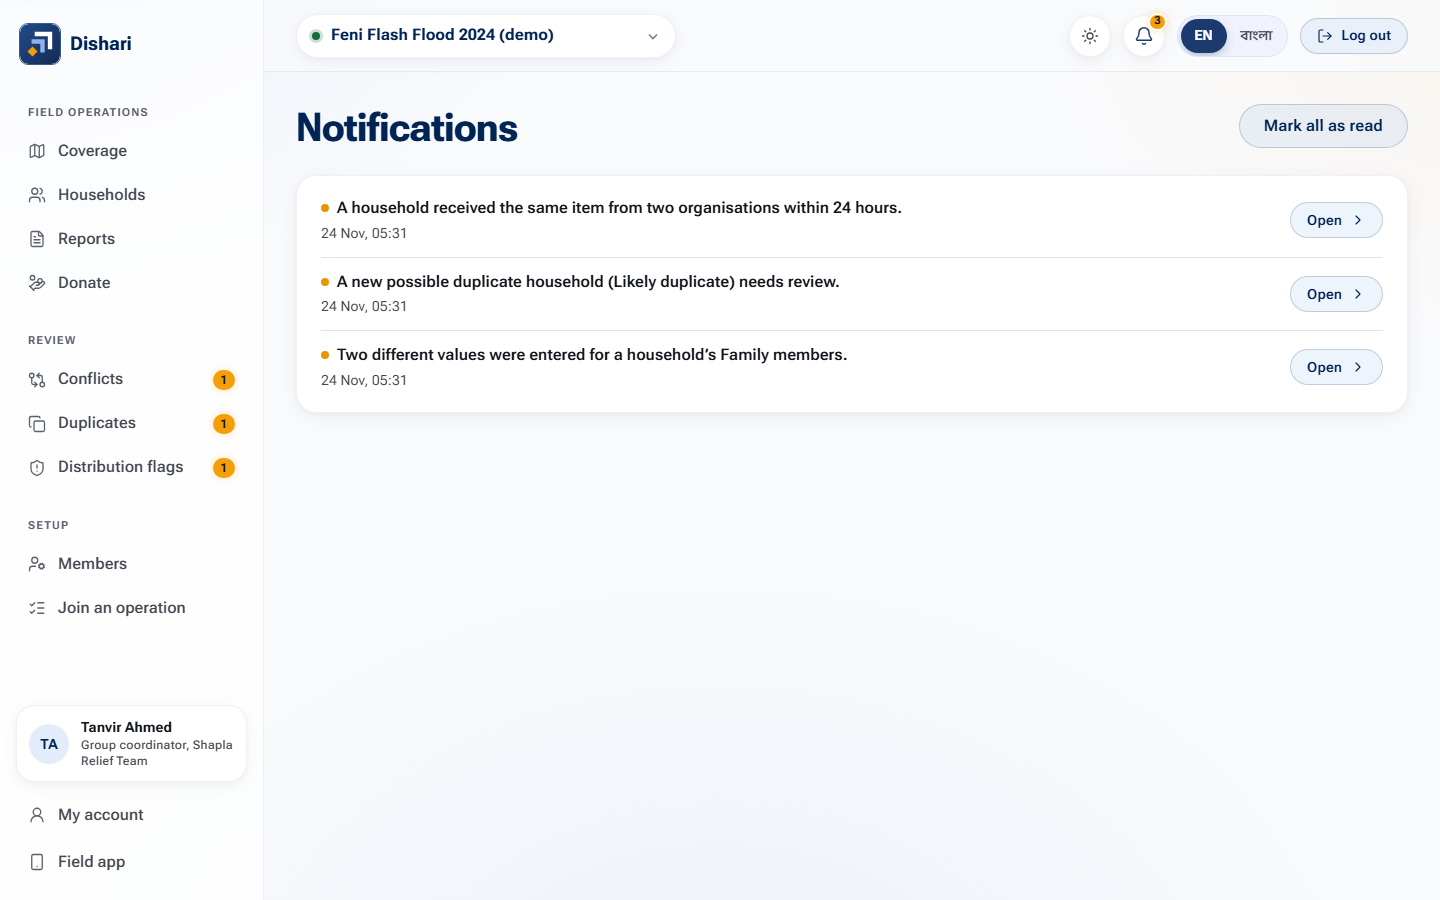 Dishari
Feni Flash Flood 2024 (demo)
3
EN
বাংলা
Log out
FIELD OPERATIONS
Coverage
Households
Reports
Donate
REVIEW
Conflicts 1
Duplicates 1
Distribution flags 1
SETUP
Members
Join an operation
TA
Tanvir Ahmed
Group coordinator, Shapla
Relief Team
My account
Field app
Notifications
Mark all as read
A household received the same item from two organisations within 24 hours.
24 Nov, 05:31
Open
A new possible duplicate household (Likely duplicate) needs review.
24 Nov, 05:31
Open
Two different values were entered for a household’s Family members.
24 Nov, 05:31
Open